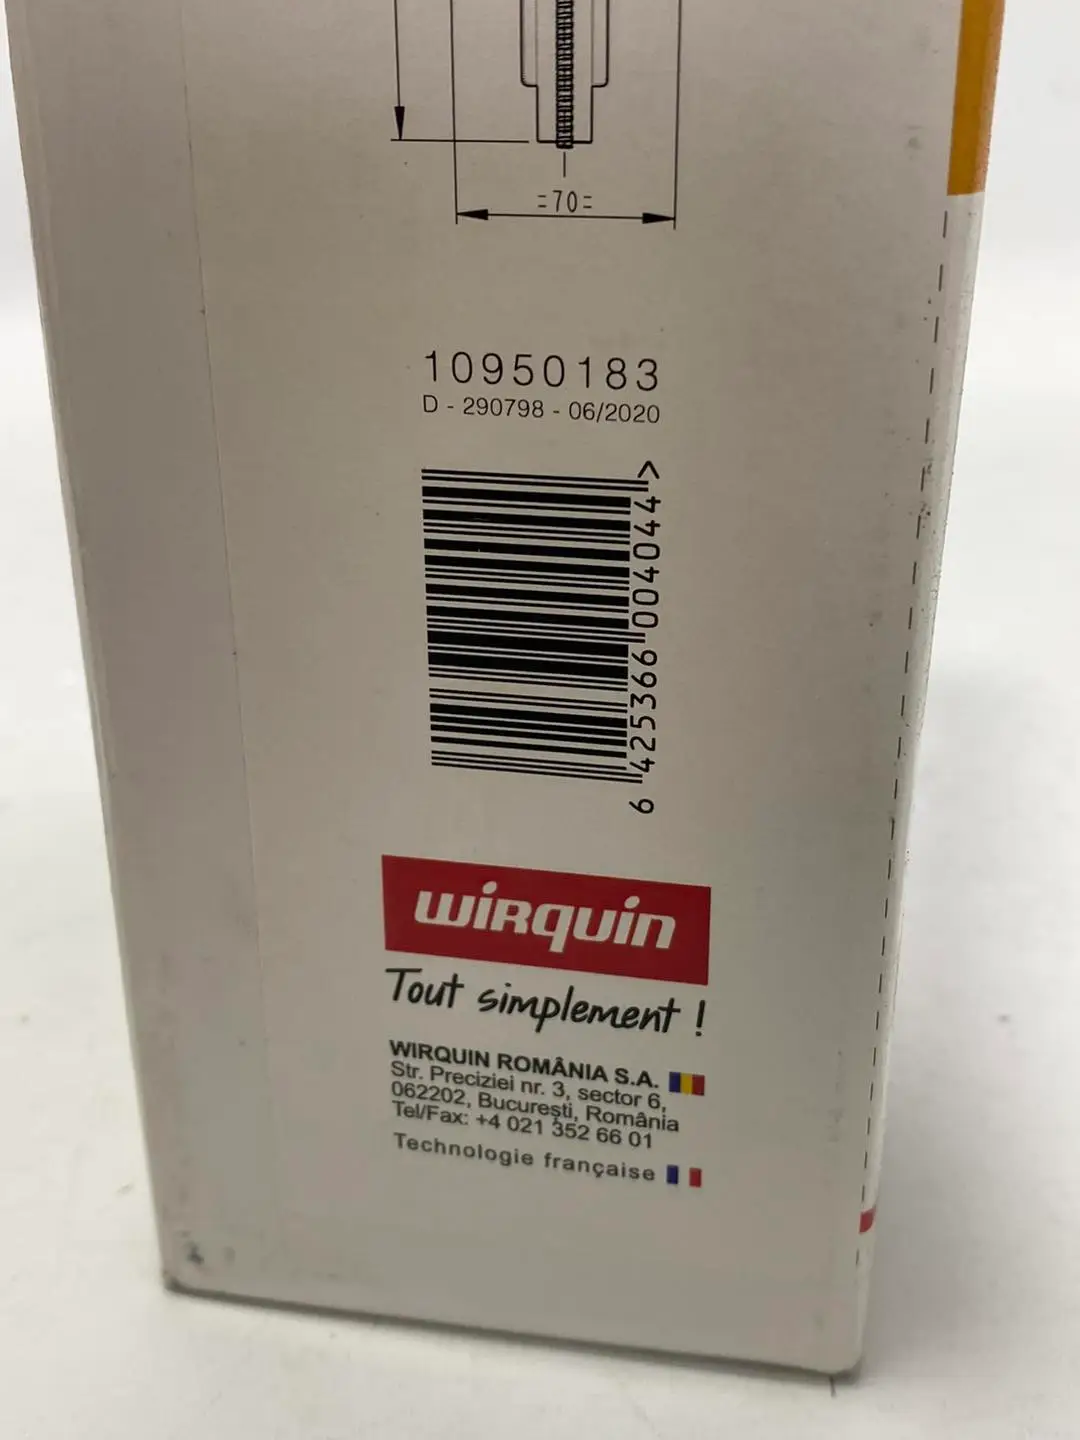 =70=
10950183
D - 290798 - 06/2020
6 425366 004044 >
wirquin
Tout simplement !
WIRQUIN ROMÂNIA S.A.
Str. Preciziei nr. 3, sector 6,
062202, Bucureşti, România
Tel/Fax: +4 021 352 66 01
Technologie française